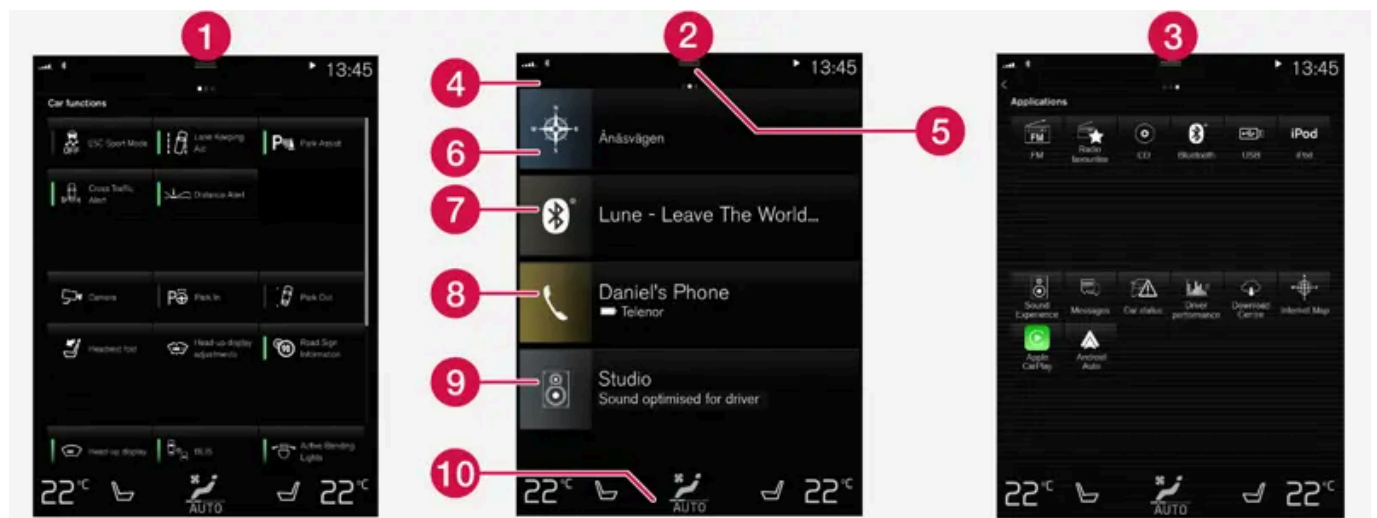 1
2
3
13:45
Car functions
ESC Sport Mode
Lane Keeping
Aid
Park Assist
Cross Traffic
Alert
Distance Alert
Camera
Park In
Park Out
Headrest fold
Head-up display
adjustments
Road Sign
Information
Head-up display
BLIS
Active Bending
Lights
22°C
AUTO
22°C
4
13:45
5
6
Änäsvägen
7
Lune - Leave The World...
8
Daniel's Phone
Telenor
9
Studio
Sound optimised for driver
10
22°C
AUTO
22°C
13:45
Applications
FM
FM
Radio
favourites
CD
Bluetooth
USB
iPod
iPod
Sound
Experience
Messages
Car status
Driver
performance
Download
Centre
Internet Map
Apple
CarPlay
Android
Auto
22°C
AUTO
22°C